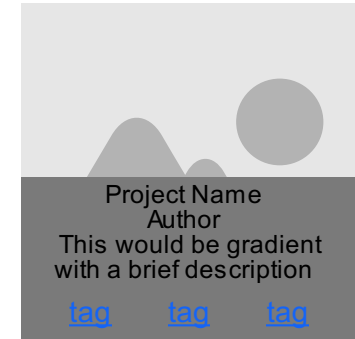 Project Name
Author
This would be gradient
with a brief description
tag tag tag